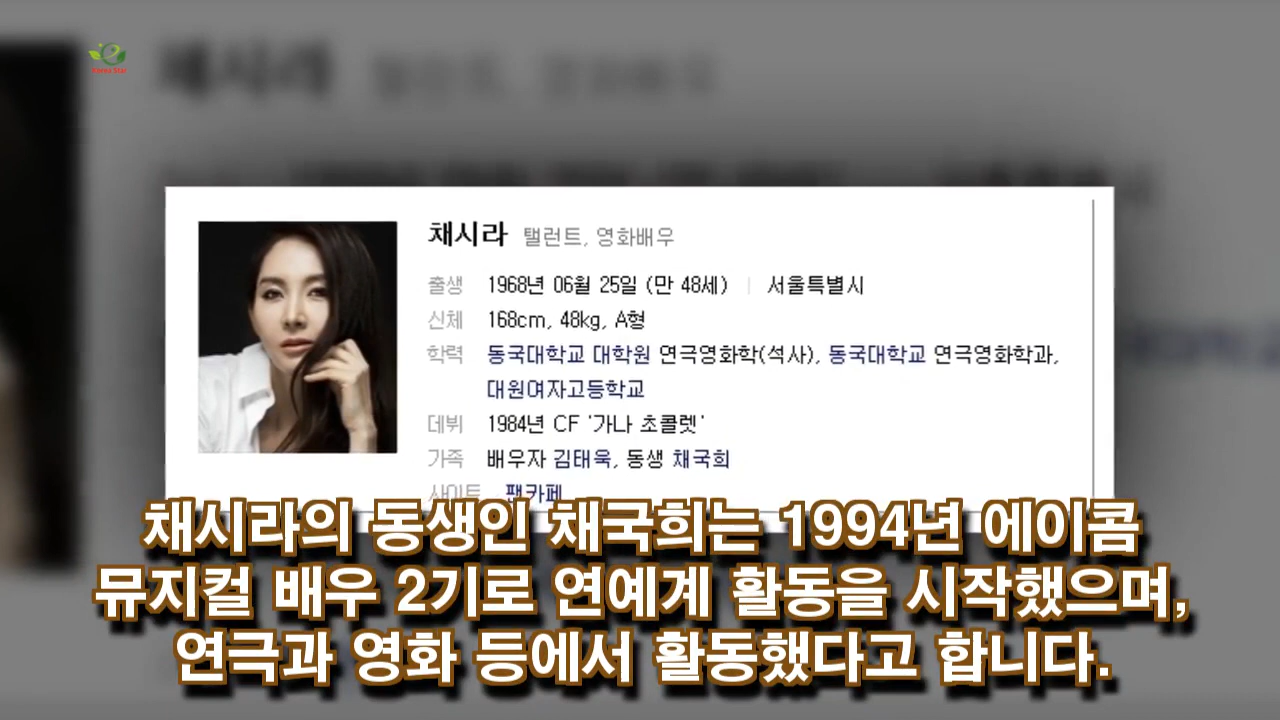 Korea Star
채시라 탤런트, 영화배우
출생 1968년 06월 25일 (만 48세) | 서울특별시
신체 168cm, 48kg, A형
학력 동국대학교 대학원 연극영화학(석사), 동국대학교 연극영화학과,
대원여자고등학교
데뷔 1984년 CF '가나 초콜렛'
가족 배우자 김태욱, 동생 채국희
사이트 팬카페
채시라의 동생인 채국희는 1994년 에이콤
뮤지컬 배우 2기로 연예계 활동을 시작했으며,
연극과 영화 등에서 활동했다고 합니다.